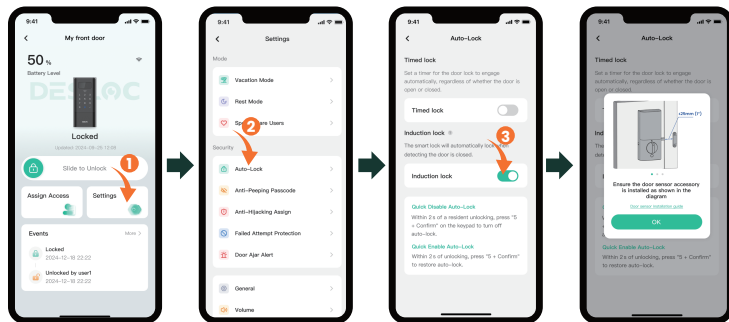 9:41
My front door
50 %
Battery Level
DESLOC
Locked
Updated 2024-06-28 13:56
Slide to Unlock
1
Assign Access
Settings
Events
More >
Locked
2024-12-18 22:22
Unlocked by user1
2024-12-18 22:22
9:41
Settings
Mode
Vacation Mode
Rest Mode
Users
2
Security
Auto-Lock
Anti-Peeping Passcode
Anti-Hijacking Assign
Failed Attempt Protection
Door Ajar Alert
General
Volume
9:41
Auto-Lock
Timed lock
Set a timer for the door lock to engage
automatically, regardless of whether the door is
open or closed.
Timed lock
Induction lock
The smart lock will automatically lock when
detecting the door is closed.
3
Induction lock
Quick Disable Auto-Lock
Within 2s of a resident unlocking, press "5
+ Confirm" on the keypad to turn off
auto-lock.
Quick Enable Auto-Lock
Within 2s of unlocking, press "5 + Confirm"
to restore auto-lock.
9:41
Auto-Lock
Timed lock
Set a timer for the door lock to engage
automatically, regardless of whether the door is
open or closed.
≤25mm (1")
Ensure the door sensor accessory
is installed as shown in the
diagram
Door sensor installation guide
OK
Quick Enable Auto-Lock
Within 2s of unlocking, press "5 + Confirm"
to restore auto-lock.